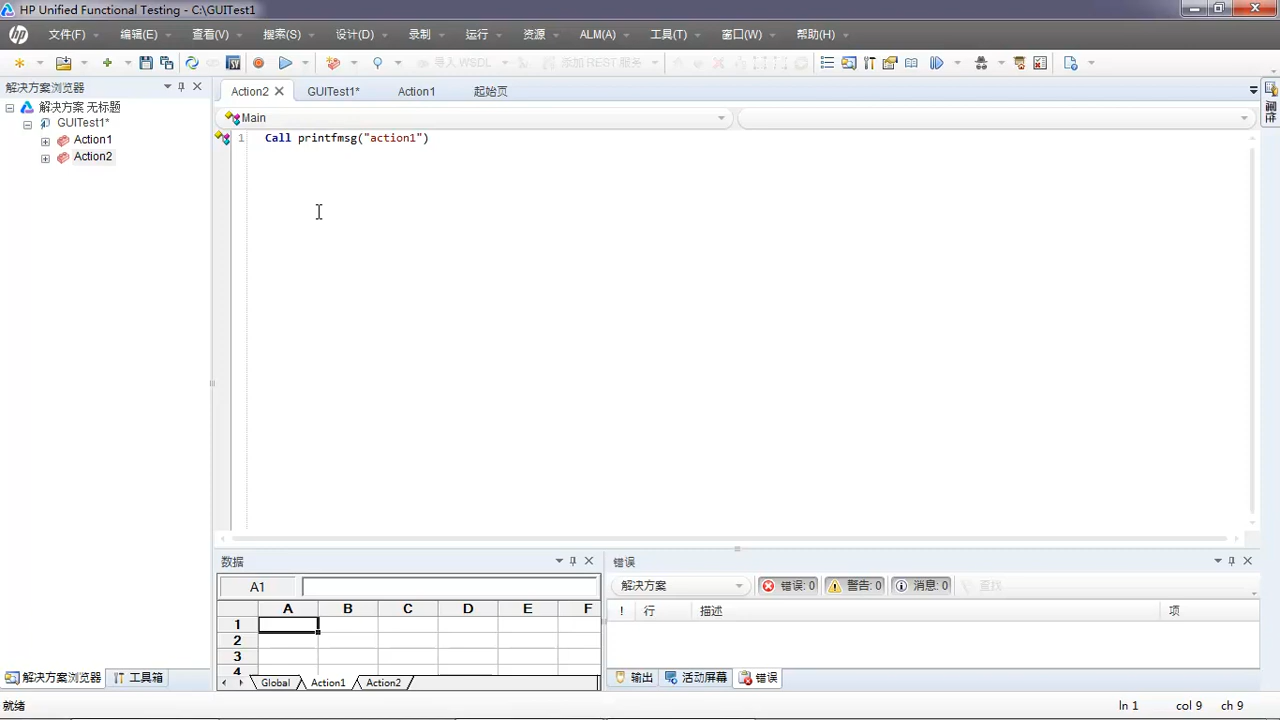 HP Unified Functional Testing - C:\GUITest1
文件(F) 编辑(E) 查看(V) 搜索(S) 设计(D) 录制 运行 资源 ALM(A) 工具(T) 窗口(W) 帮助(H)
导入 WSDL 添加 REST 服务
解决方案浏览器
Action2 GUITest1* Action1 起始页
解决方案 无标题
GUITest1*
Action1
Action2
Main
1 Call printfmsg("action1")
属性
数据
A1
A B C D E F
1
2
3
4
Global Action1 Action2
错误
解决方案 错误: 0 警告: 0 消息: 0 查找
! 行 描述 项
解决方案浏览器 工具箱
输出 活动屏幕 错误
就绪 ln 1 col 9 ch 9